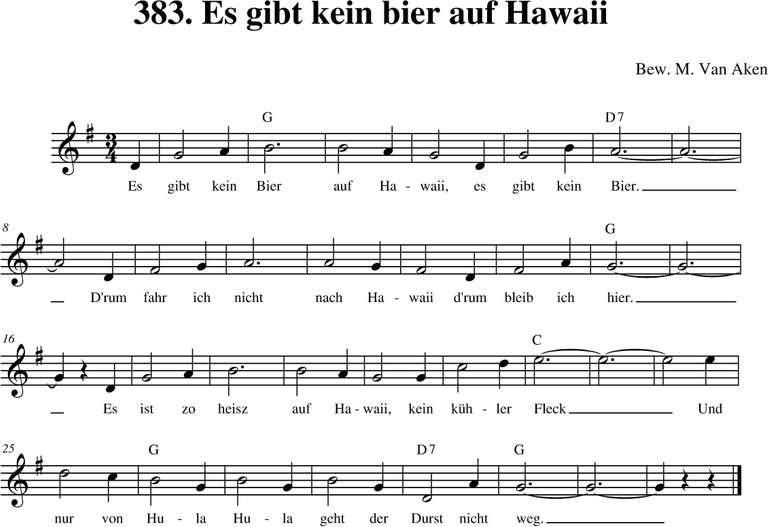 383. Es gibt kein bier auf Hawaii
Bew. M. Van Aken
G D7
3 4
Es gibt kein Bier auf Ha - waii, es gibt kein Bier.
8 G
D'rum fahr ich nicht nach Ha - waii d'rum bleib ich hier.
16 C
Es ist zo heisz auf Ha - waii, kein küh - ler Fleck Und
25 G D7 G
nur von Hu - la Hu - la geht der Durst nicht weg.